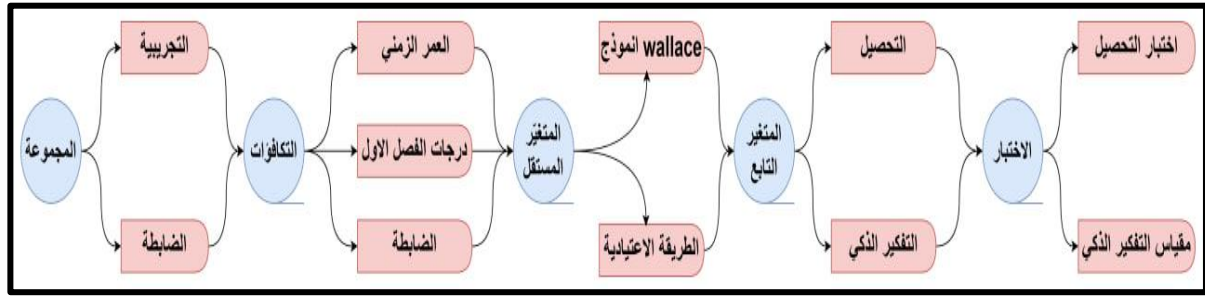 المجموعة
التجريبية
الضابطة
التكافؤات
العمر الزمني
درجات الفصل الاول
الضابطة
المتغيّر
المستقل
انموذج wallace
الطريقة الاعتيادية
المتغير
التابع
التحصيل
التفكير الذكي
الاختبار
اختبار التحصيل
مقياس التفكير الذكي